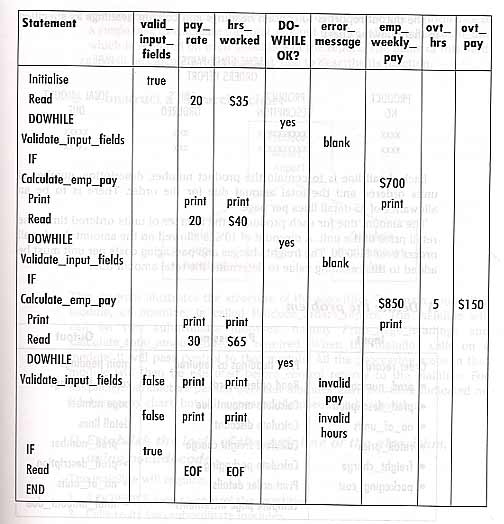 Statement valid_ input_ fields pay_ rate hrs_ worked DO- WHILE OK? error_ message emp_ weekly_ pay ovt_ hrs ovt_ pay
Initialise true
Read 20 $35
DOWHILE yes
Validate_input_fields blank
IF
Calculate_emp_pay $700
Print print print print
Read 20 $40
DOWHILE yes
Validate_input_fields blank
IF
Calculate_emp_pay $850 5 $150
Print print print print
Read 30 $65
DOWHILE yes
Validate_input_fields false print print invalid pay
false print print invalid hours
IF true
Read EOF EOF
END